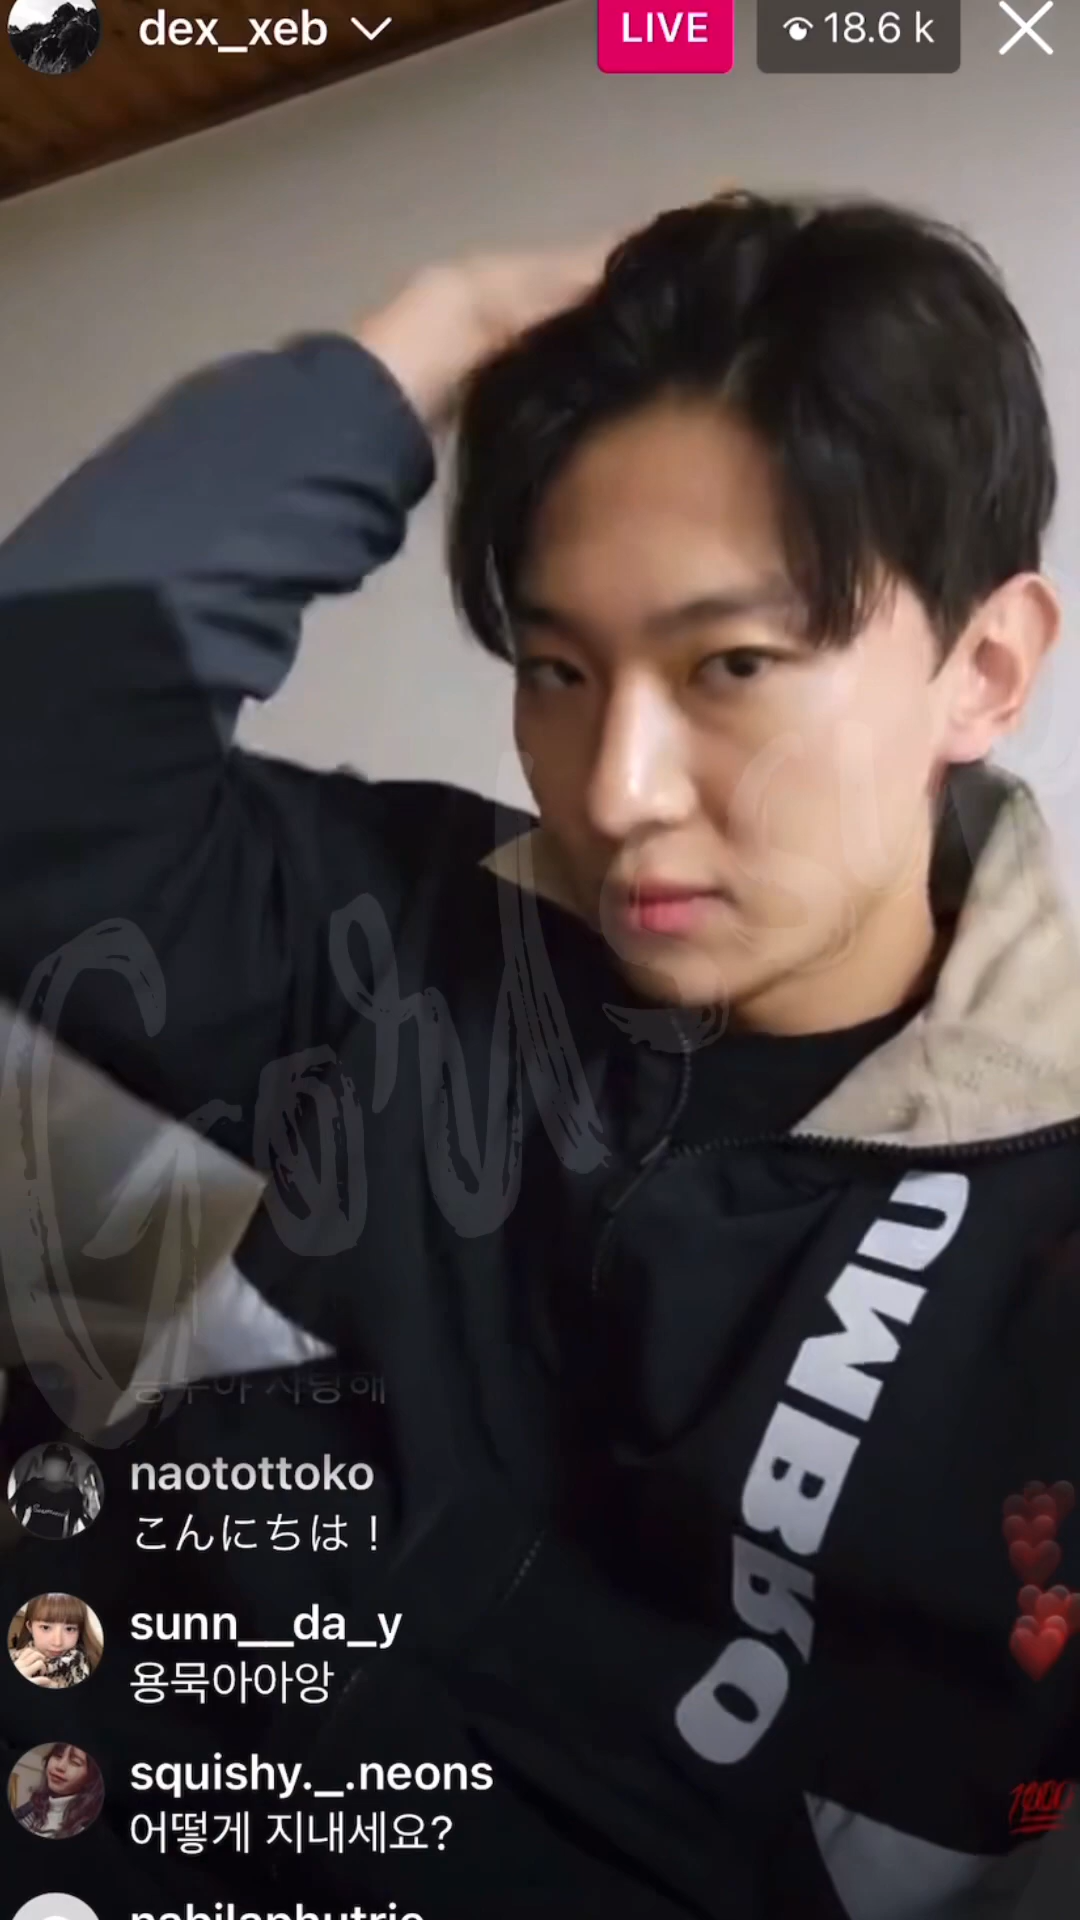 dex_xeb
LIVE
18.6 k
naotottoko
こんにちは！
sunn__da_y
용묵아아앙
squishy._.neons
어떻게 지내세요?
UMBRO